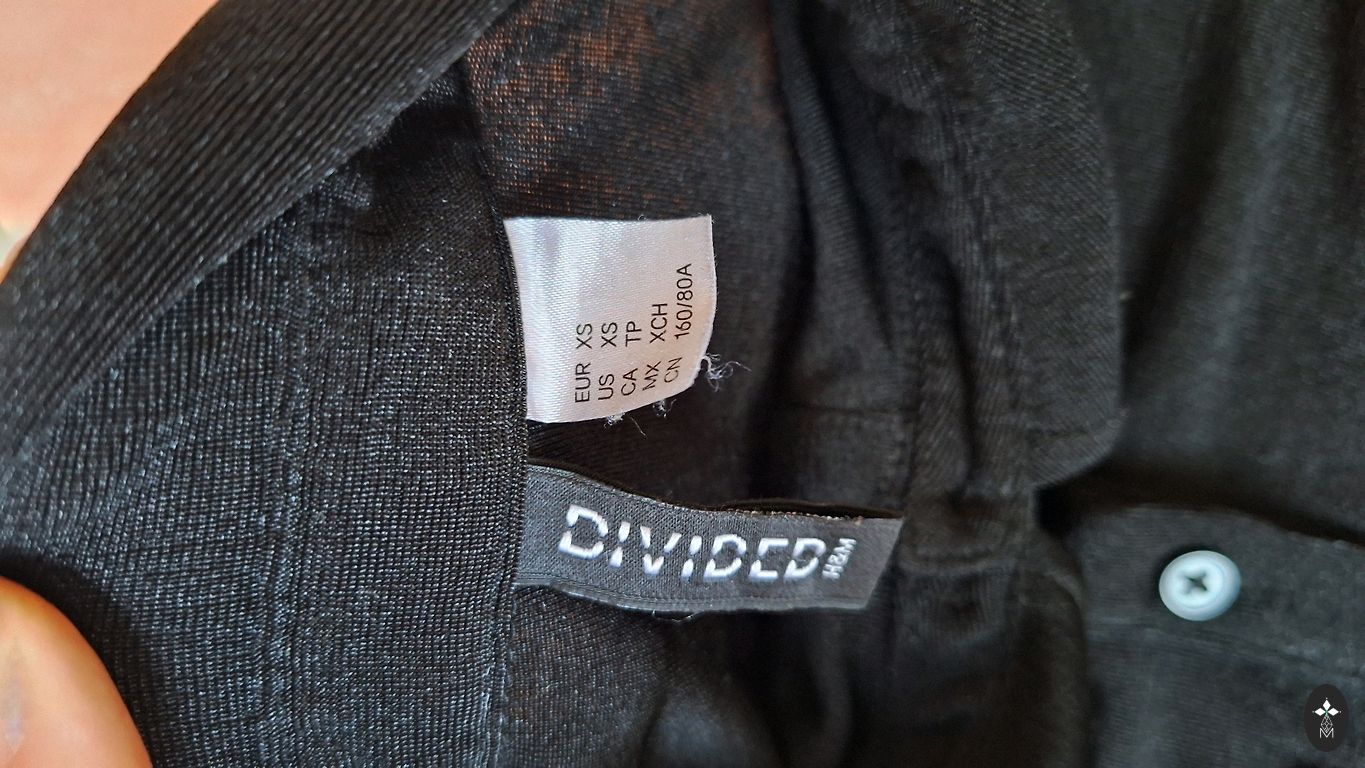 EUR XS
US XS
CA TP
MX XCH
CN 160/80A
DIVIDED
H&M
M